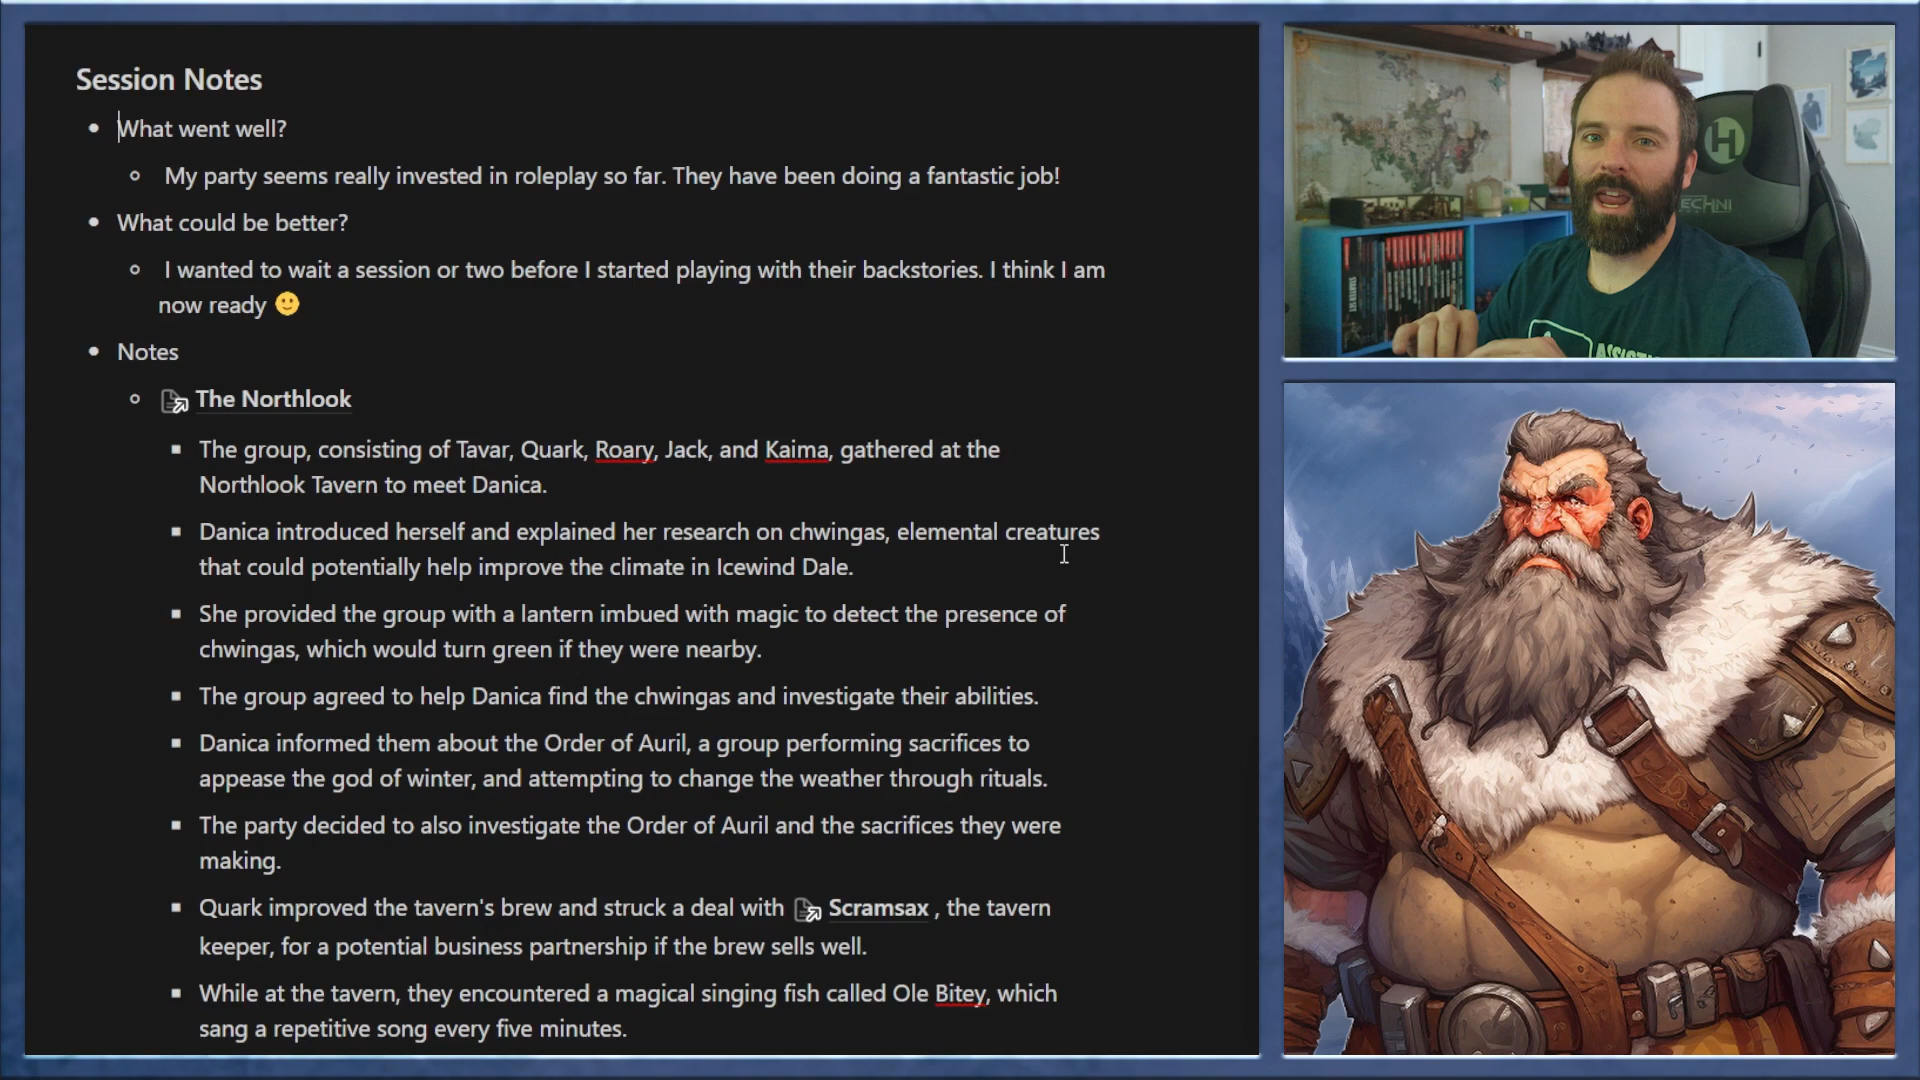 Session Notes
What went well?
My party seems really invested in roleplay so far. They have been doing a fantastic job!
What could be better?
I wanted to wait a session or two before I started playing with their backstories. I think I am
now ready 🙂
Notes
The Northlook
The group, consisting of Tavar, Quark, Roary, Jack, and Kaima, gathered at the
Northlook Tavern to meet Danica.
Danica introduced herself and explained her research on chwingas, elemental creatures
that could potentially help improve the climate in Icewind Dale.
She provided the group with a lantern imbued with magic to detect the presence of
chwingas, which would turn green if they were nearby.
The group agreed to help Danica find the chwingas and investigate their abilities.
Danica informed them about the Order of Auril, a group performing sacrifices to
appease the god of winter, and attempting to change the weather through rituals.
The party decided to also investigate the Order of Auril and the sacrifices they were
making.
Quark improved the tavern's brew and struck a deal with Scramsax , the tavern
keeper, for a potential business partnership if the brew sells well.
While at the tavern, they encountered a magical singing fish called Ole Bitey, which
sang a repetitive song every five minutes.
H
ECHNI
STARTER SET